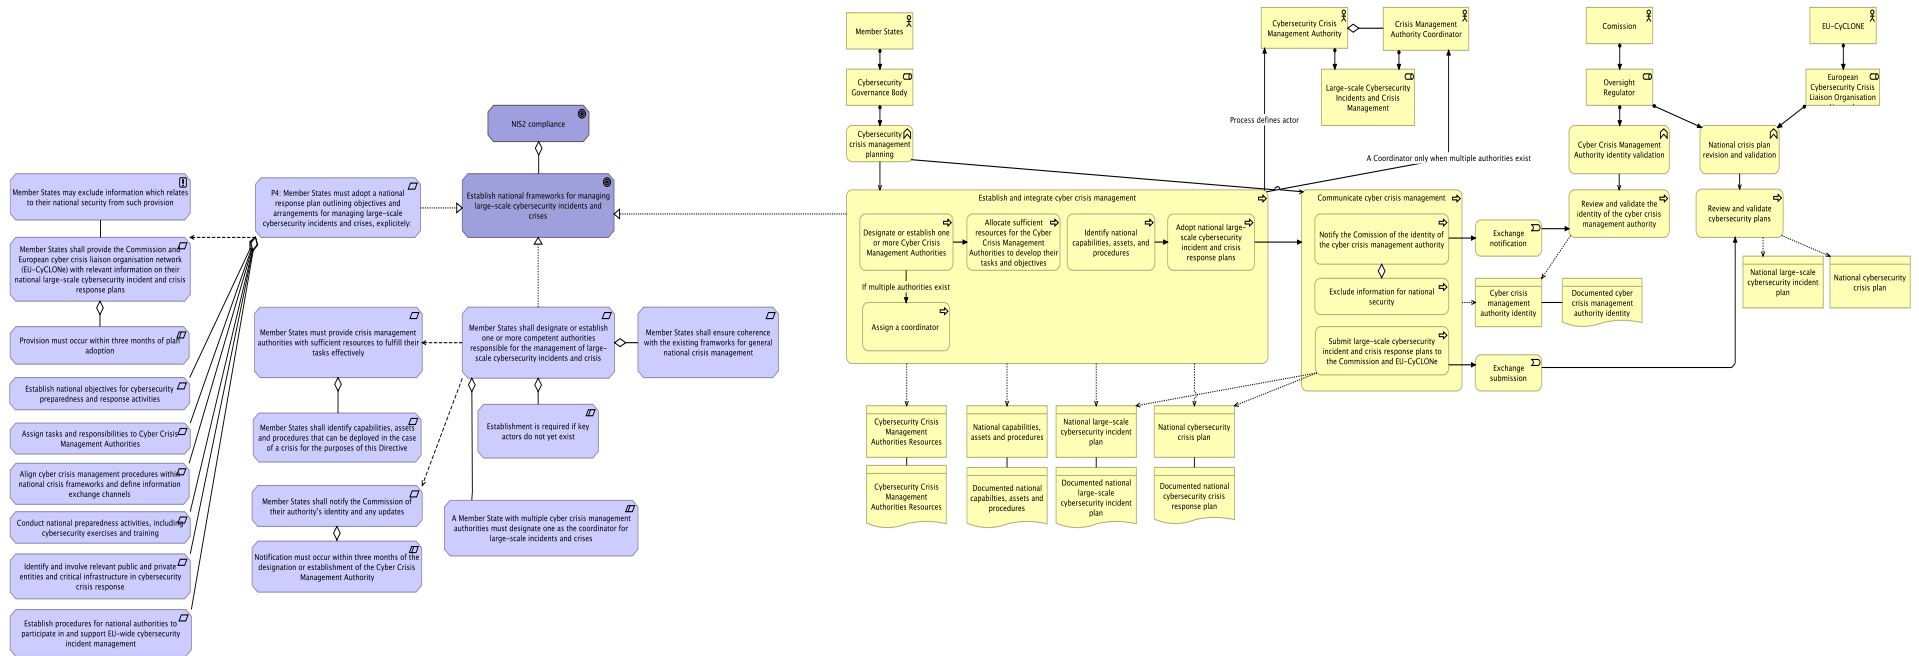 NIS2 compliance
Establish national frameworks for managing
large-scale cybersecurity incidents and
crises
Member States may exclude information which relates
to their national security from such provision
P4: Member States must adopt a national
response plan outlining objectives and
arrangements for managing large-scale
cybersecurity incidents and crises, explicitely:
Member States shall provide the Commission and
European cyber crisis liaison organisation network
(EU-CyCLONe) with relevant information on their
national large-scale cybersecurity incident and crisis
response plans
Provision must occur within three months of plan
adoption
Establish national objectives for cybersecurity
preparedness and response activities
Assign tasks and responsibilities to Cyber Crisis
Management Authorities
Align cyber crisis management procedures within
national crisis frameworks and define information
exchange channels
Conduct national preparedness activities, including
cybersecurity exercises and training
Identify and involve relevant public and private
entities and critical infrastructure in cybersecurity
crisis response
Establish procedures for national authorities to
participate in and support EU-wide cybersecurity
incident management
Member States must provide crisis management
authorities with sufficient resources to fulfill their
tasks effectively
Member States shall identify capabilities, assets
and procedures that can be deployed in the case
of a crisis for the purposes of this Directive
Member States shall notify the Commission of
their authority's identity and any updates
Notification must occur within three months of the
designation or establishment of the Cyber Crisis
Management Authority
Member States shall designate or establish
one or more competent authorities
responsible for the management of large-
scale cybersecurity incidents and crisis
Member States shall ensure coherence
with the existing framworks for general
national crisis management
Establishment is required if key
actors do not yet exist
A Member State with multiple cyber crisis management
authorities must designate one as the coordinator for
large-scale incidents and crises
Member States
Cybersecurity
Governance Body
Cybersecurity
crisis management
planning
Cybersecurity Crisis
Management Authority
Crisis Management
Authority Coordinator
Large-scale Cybersecurity
Incidents and Crisis
Management
Process defines actor
A Coordinator only when multiple authorities exist
Comission
Oversight
Regulator
Cyber Crisis Management
Authority identity validation
Review and validate the
identity of the cyber crisis
management authority
EU-CyCLONE
European
Cybersecurity Crisis
Liaison Organisation
National crisis plan
revision and validation
Review and validate
cybersecurity plans
National large-scale
cybersecurity incident
plan
National cybersecurity
crisis plan
Establish and integrate cyber crisis management
Designate or establish one
or more Cyber Crisis
Management Authorities
Allocate sufficient
resources for the Cyber
Crisis Management
Authorities to develop their
tasks and objectives
Identify national
capabilities, assets, and
procedures
Adopt national large-
scale cybersecurity
incident and crisis
response plans
If multiple authorities exist
Assign a coordinator
Communicate cyber crisis management
Notify the Comission of the identity of
the cyber crisis management authority
Exclude information for national
security
Submit large-scale cybersecurity
incident and crisis response plans to
the Commission and EU-CyCLONe
Exchange
notification
Cyber crisis
management
authority identity
Documented cyber
crisis management
authority identity
Exchange
submission
Cybersecurity Crisis
Management
Authorities Resources
National capabilities,
assets and procedures
National large-scale
cybersecurity incident
plan
National cybersecurity
crisis plan
Cybersecurity Crisis
Management
Authorities Resources
Documented national
capabilties, assets and
procedures
Documented national
large-scale
cybersecurity incident
plan
Documented national
cybersecurity crisis
response plan